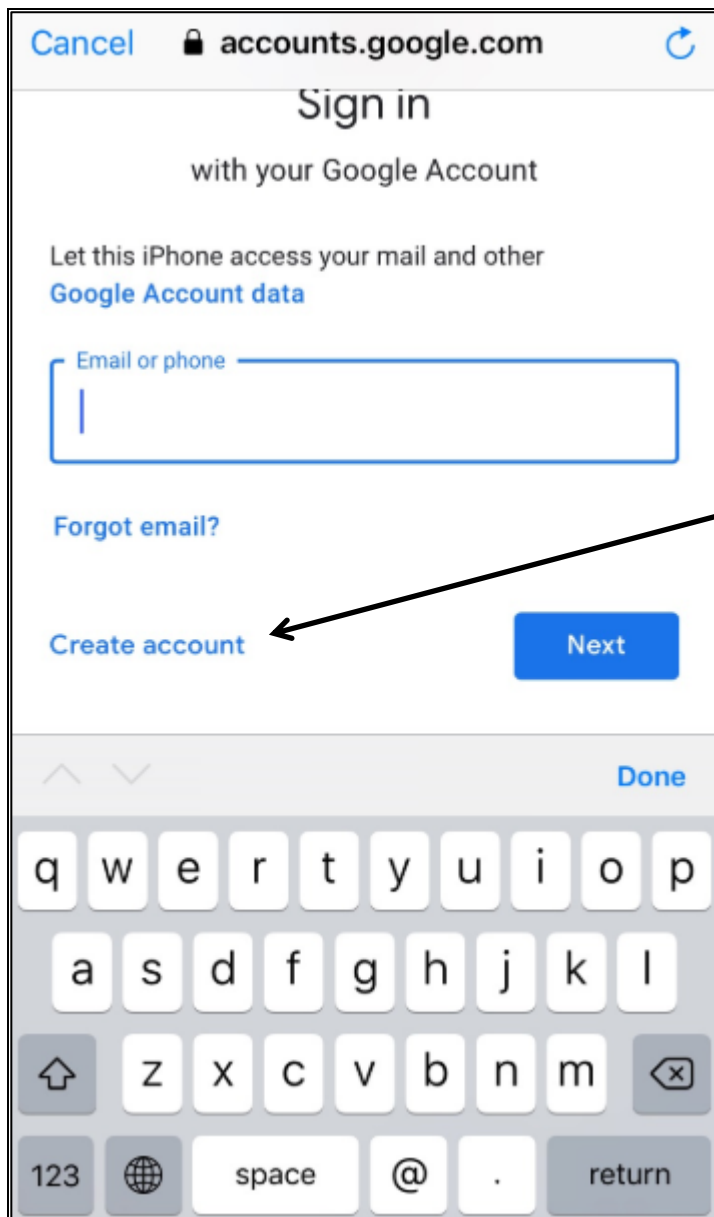 Cancel accounts.google.com
Sign in
with your Google Account
Let this iPhone access your mail and other
Google Account data
Email or phone
Forgot email?
Create account Next
Done
q w e r t y u i o p
a s d f g h j k l
z x c v b n m
123 space @ . return